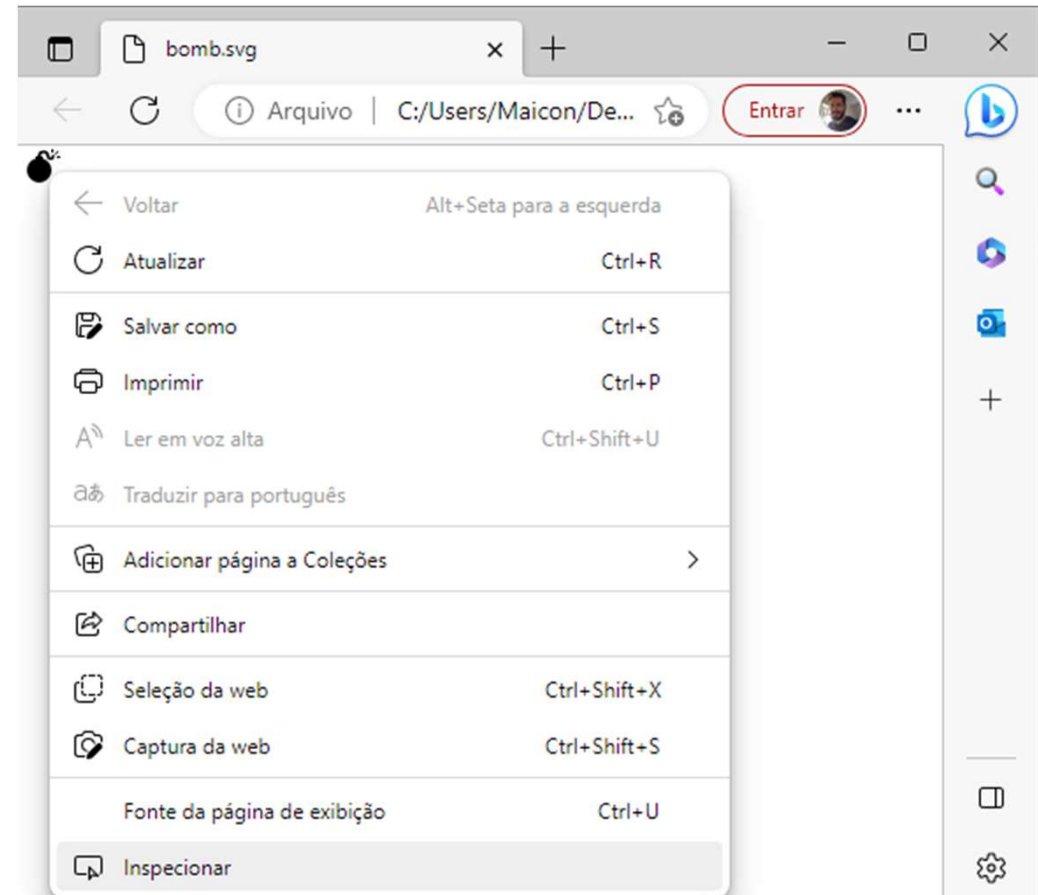 bomb.svg
Arquivo | C:/Users/Maicon/De... Entrar
Voltar Alt+Seta para a esquerda
Atualizar Ctrl+R
Salvar como Ctrl+S
Imprimir Ctrl+P
Ler em voz alta Ctrl+Shift+U
Traduzir para português
Adicionar página a Coleções
Compartilhar
Seleção da web Ctrl+Shift+X
Captura da web Ctrl+Shift+S
Fonte da página de exibição Ctrl+U
Inspecionar